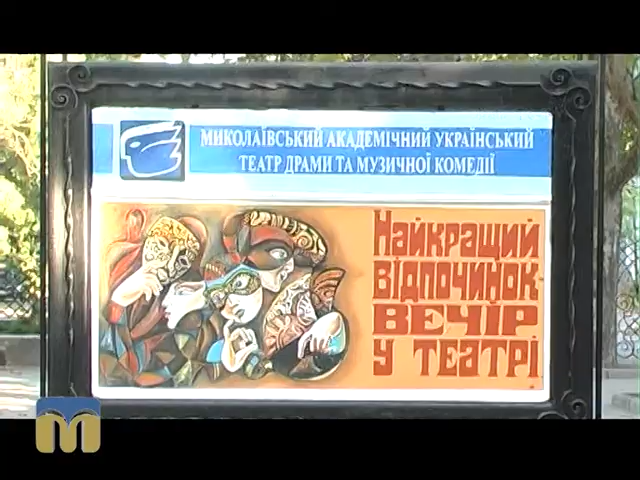 МИКОЛАЇВСЬКИЙ АКАДЕМІЧНИЙ УКРАЇНСЬКИЙ
ТЕАТР ДРАМИ ТА МУЗИЧНОЇ КОМЕДІЇ
НАЙКРАЩИЙ
ВІДПОЧИНОК-
ВЕЧІР
У ТЕАТРІ
М